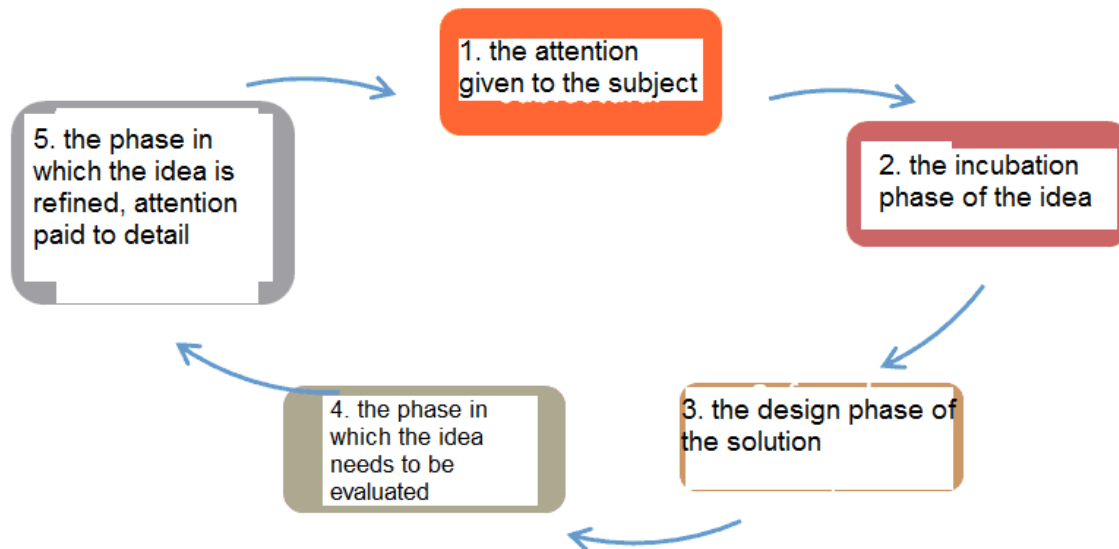 1. the attention
given to the subject
2. the incubation
phase of the idea
3. the design phase of
the solution
4. the phase in
which the idea
needs to be
evaluated
5. the phase in
which the idea is
refined, attention
paid to detail